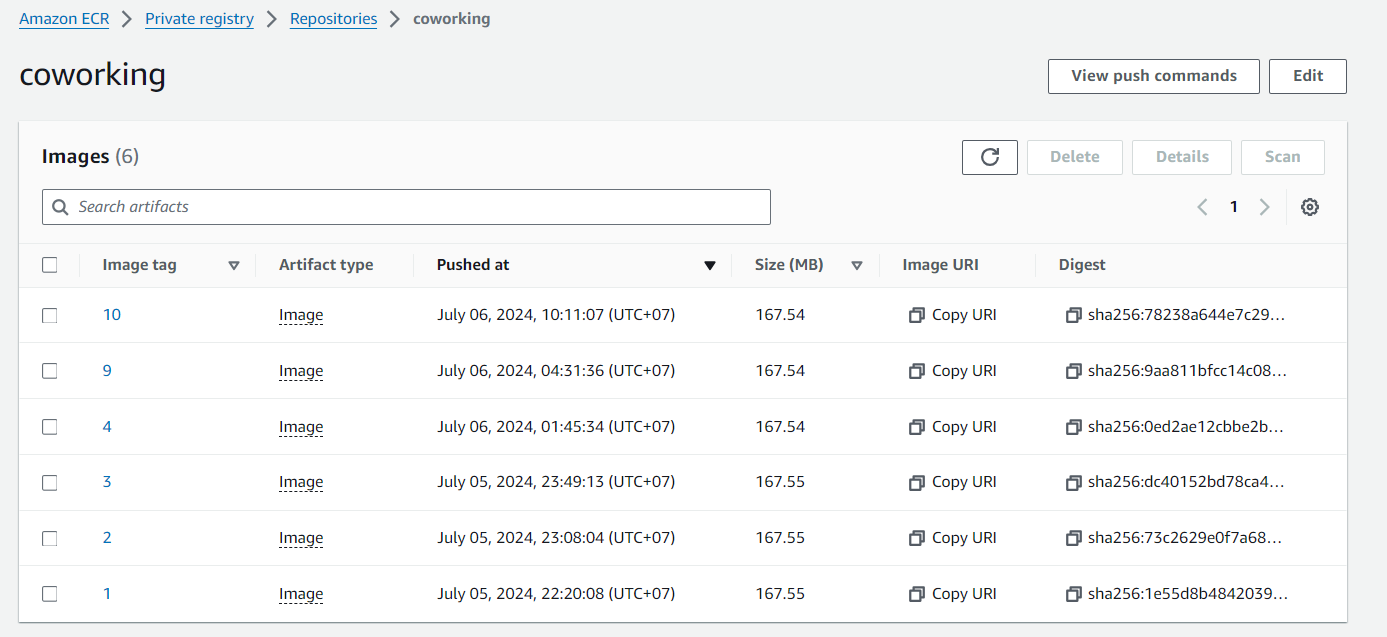 Amazon ECR > Private registry > Repositories > coworking
coworking
View push commands
Edit
Images (6)
Delete
Details
Scan
Search artifacts
1
Image tag Artifact type Pushed at Size (MB) Image URI Digest
10 Image July 06, 2024, 10:11:07 (UTC+07) 167.54 Copy URI sha256:78238a644e7c29...
9 Image July 06, 2024, 04:31:36 (UTC+07) 167.54 Copy URI sha256:9aa811bfcc14c08...
4 Image July 06, 2024, 01:45:34 (UTC+07) 167.54 Copy URI sha256:0ed2ae12cbbe2b...
3 Image July 05, 2024, 23:49:13 (UTC+07) 167.55 Copy URI sha256:dc40152bd78ca4...
2 Image July 05, 2024, 23:08:04 (UTC+07) 167.55 Copy URI sha256:73c2629e0f7a68...
1 Image July 05, 2024, 22:20:08 (UTC+07) 167.55 Copy URI sha256:1e55d8b4842039...